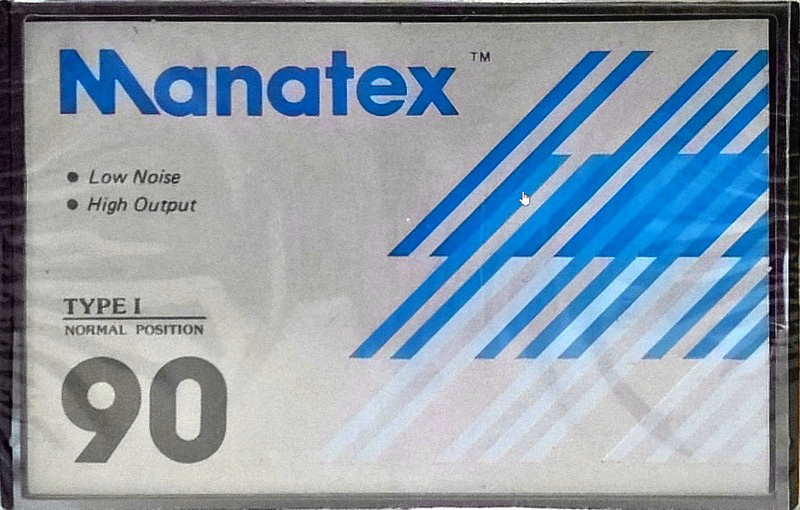 Manatex™
• Low Noise
• High Output
TYPE I
NORMAL POSITION
90